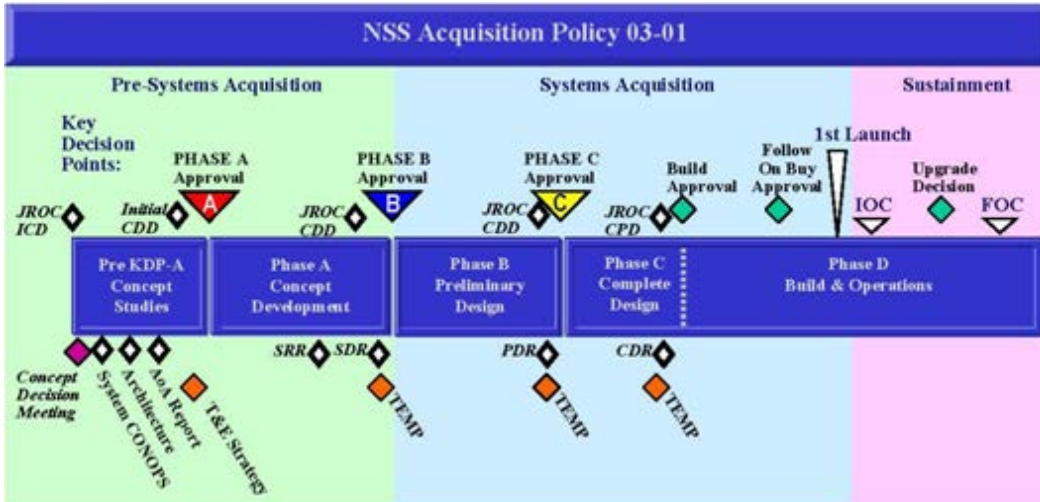 NSS Acquisition Policy 03-01
Pre-Systems Acquisition
Systems Acquisition
Sustainment
Key
Decision
Points:
PHASE A
Approval
PHASE B
Approval
PHASE C
Approval
Build
Approval
Follow
On Buy
Approval
1st Launch
Upgrade
Decision
A
B
C
JROC
ICD
Initial
CDD
JROC
CDD
JROC
CDD
JROC
CPD
IOC
FOC
Pre KDP-A
Concept
Studies
Phase A
Concept
Development
Phase B
Preliminary
Design
Phase C
Complete
Design
Phase D
Build & Operations
SRR
SDR
PDR
CDR
Concept
Decision
Meeting
System CONOPS
Architecture
AoA Report
T&E Strategy
TEMP
TEMP
TEMP